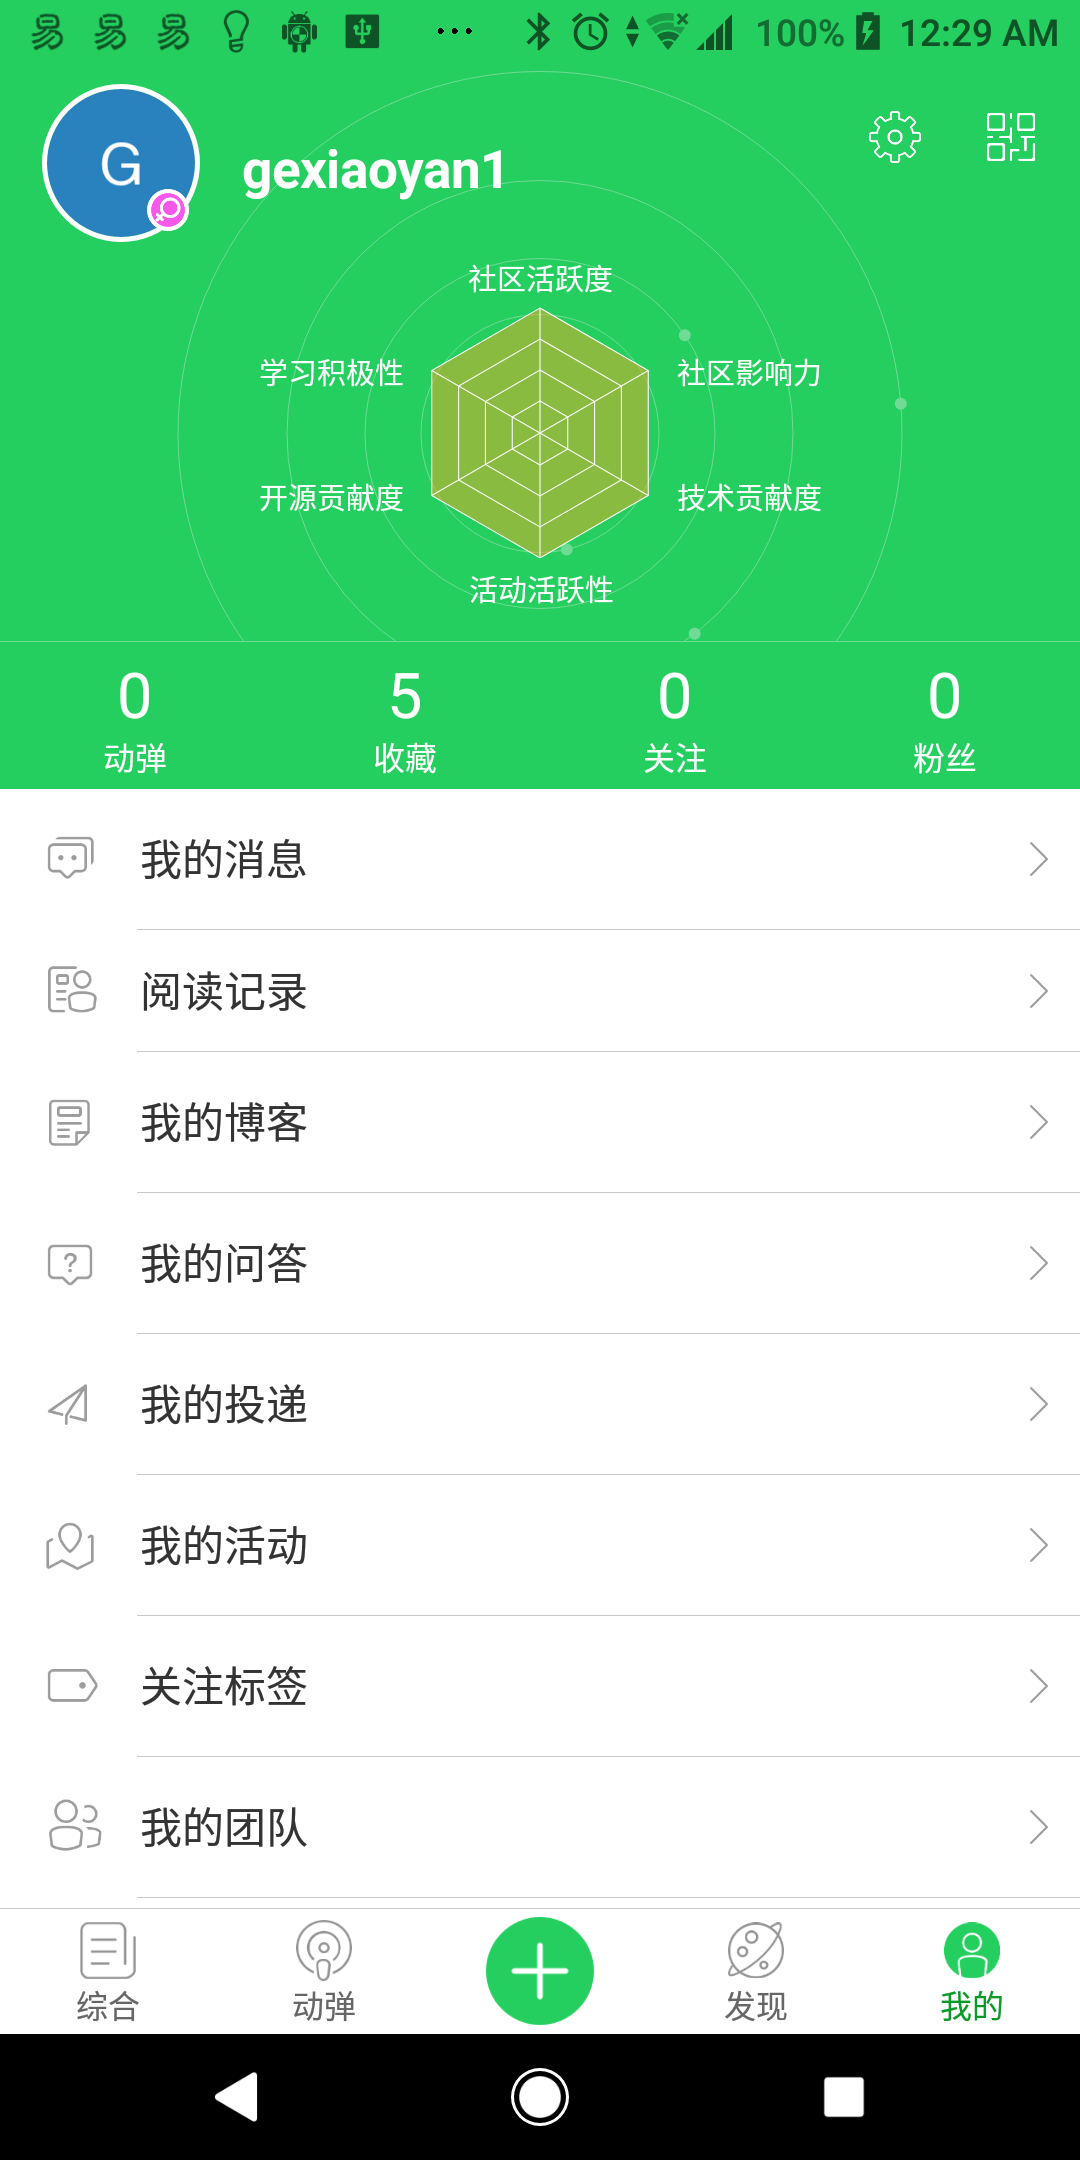 易 易 易 100% 12:29 AM
G
gexiaoyan1
社区活跃度
学习积极性 社区影响力
开源贡献度 技术贡献度
活动活跃性
0 5 0 0
动弹 收藏 关注 粉丝
我的消息
阅读记录
我的博客
我的问答
我的投递
我的活动
关注标签
我的团队
综合 动弹 发现 我的